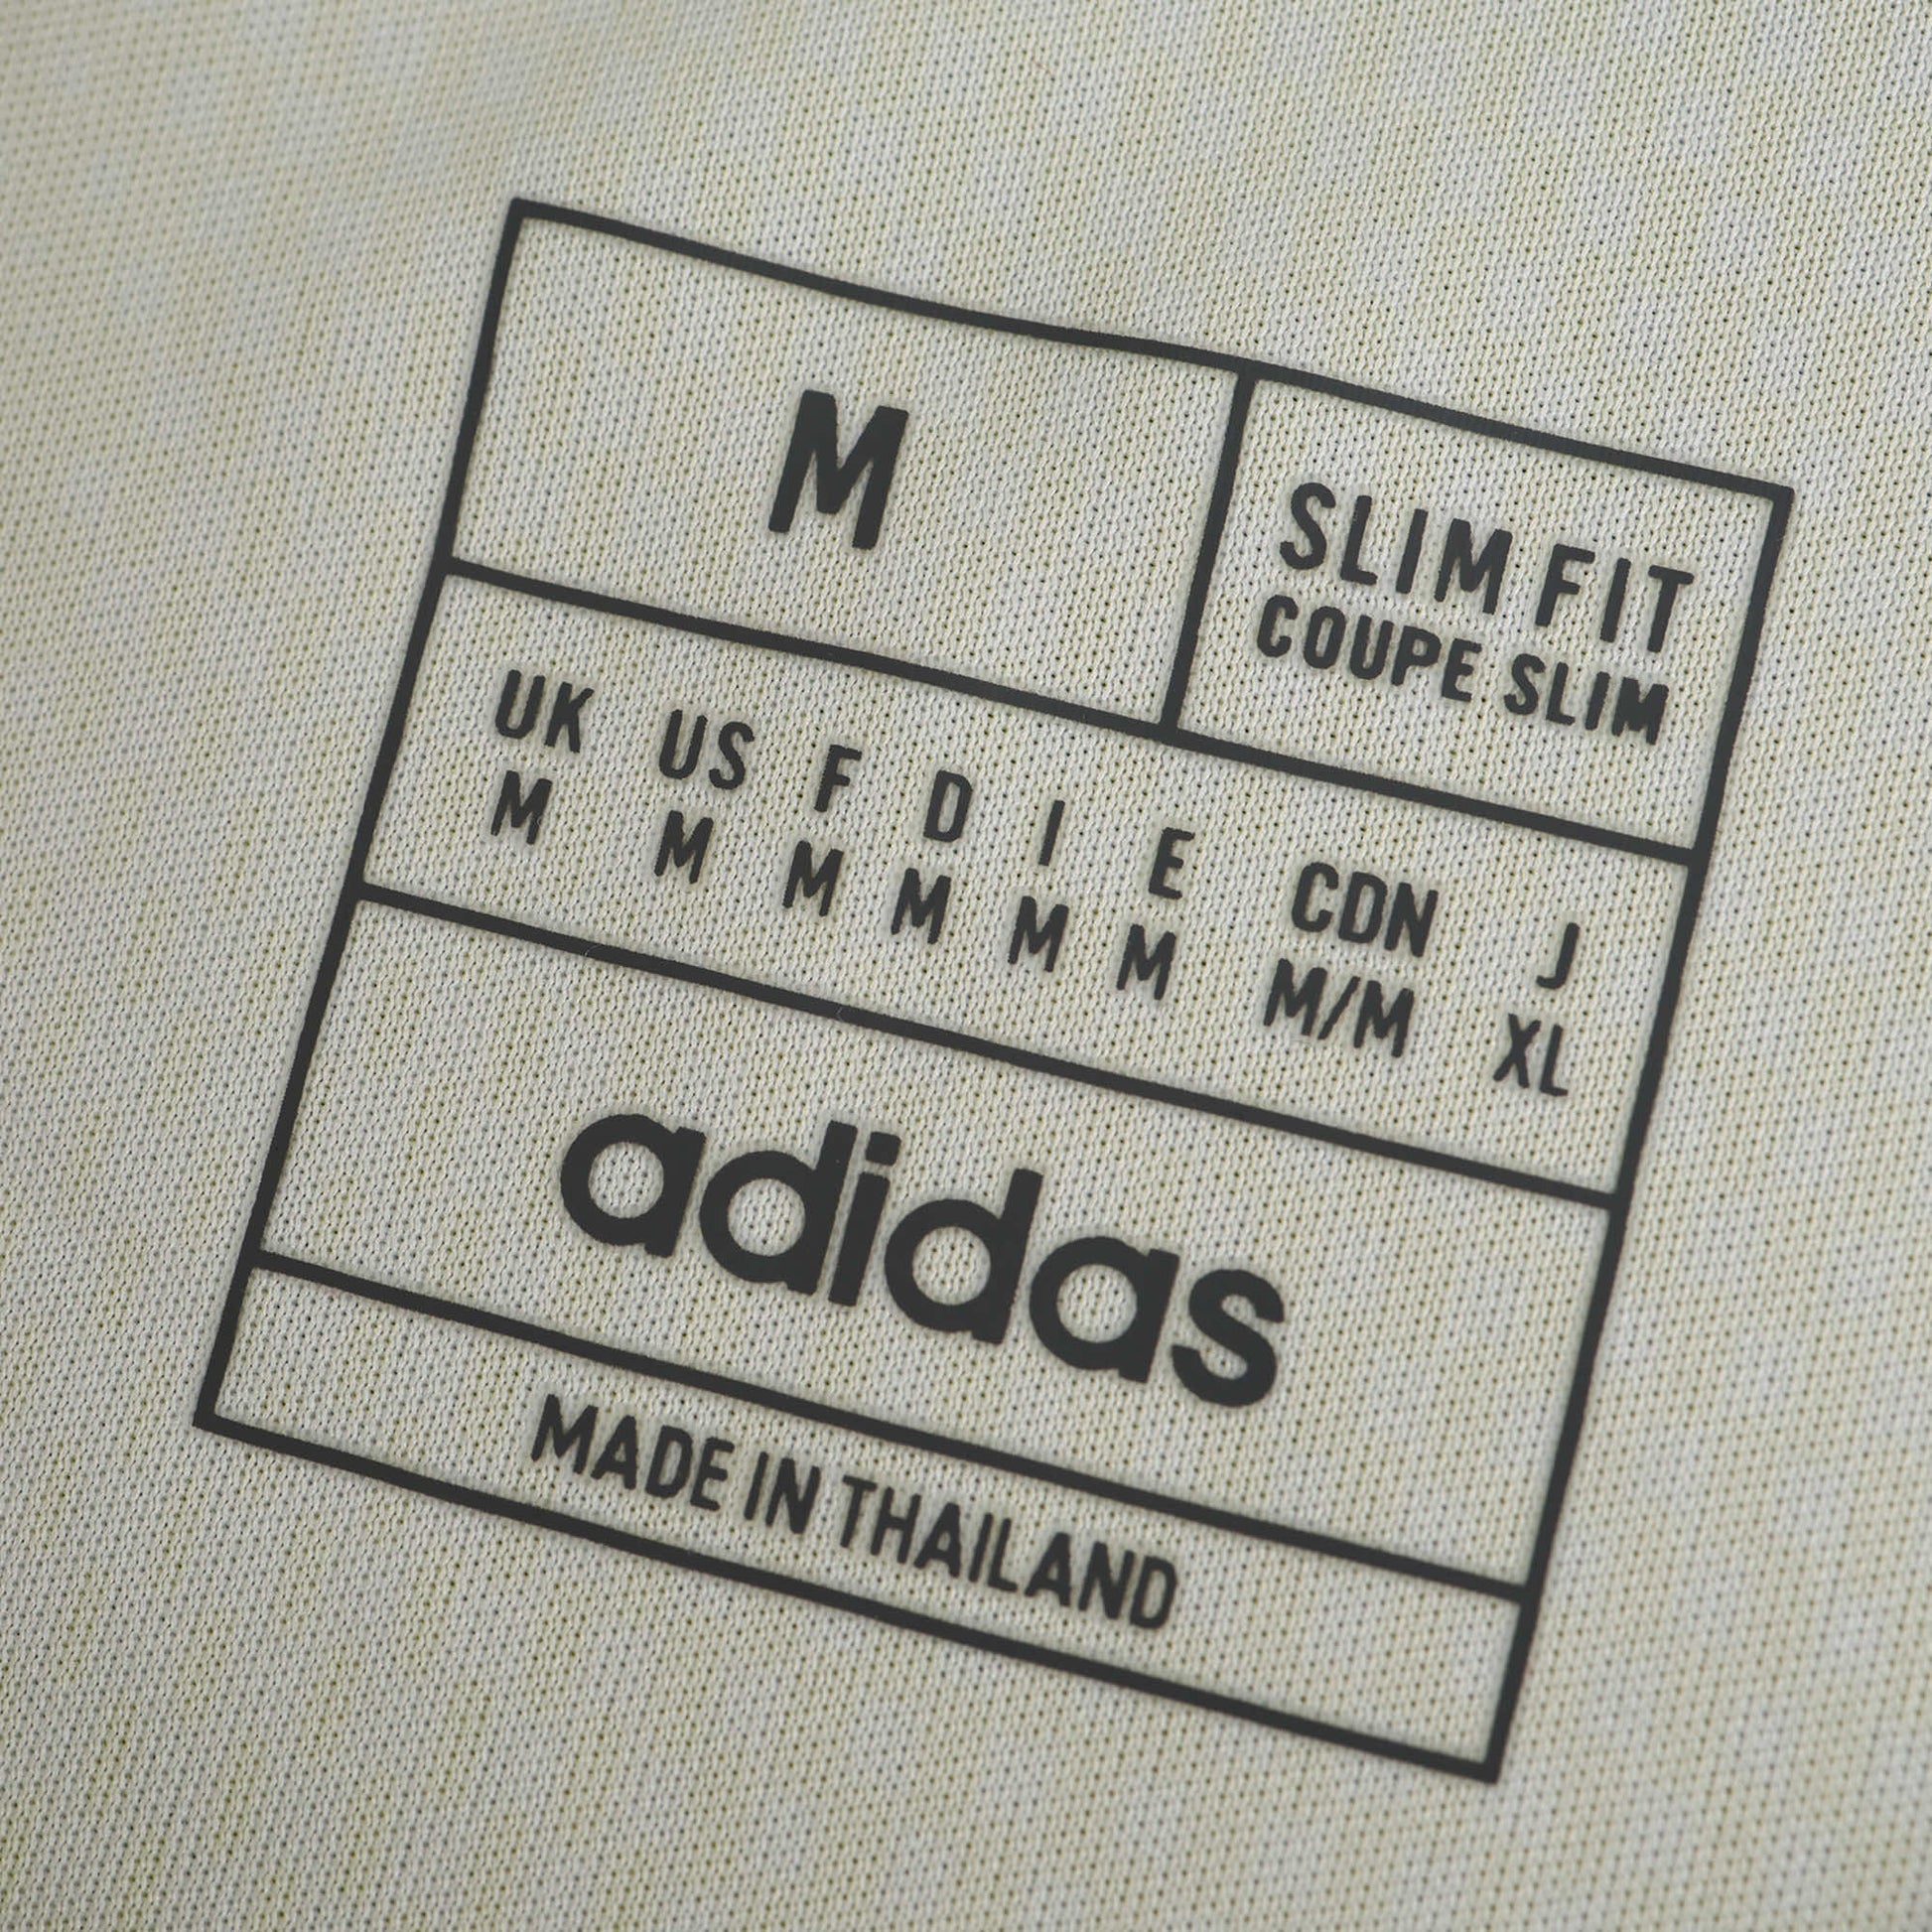 M
SLIM FIT
COUPE SLIM
UK US F D I E CDN J
M M M M M M M/M XL
adidas
MADE IN THAILAND